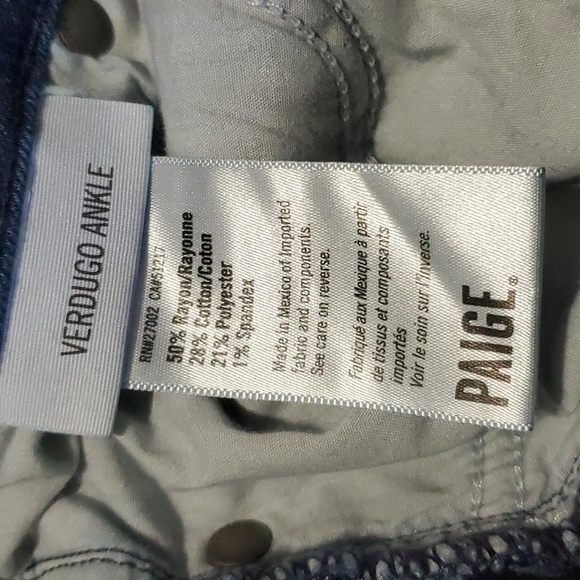 VERDUGO ANKLE
RN#27002 CA#51217
50% Rayon/Rayonne
28% Cotton/Coton
21% Polyester
1% Spandex
Made in Mexico of Imported
fabric and components.
See care on reverse.
Fabriqué aux Mexique à partir
de tissus et composants
importés
Voir le soin sur l'inverse.
PAIGE®